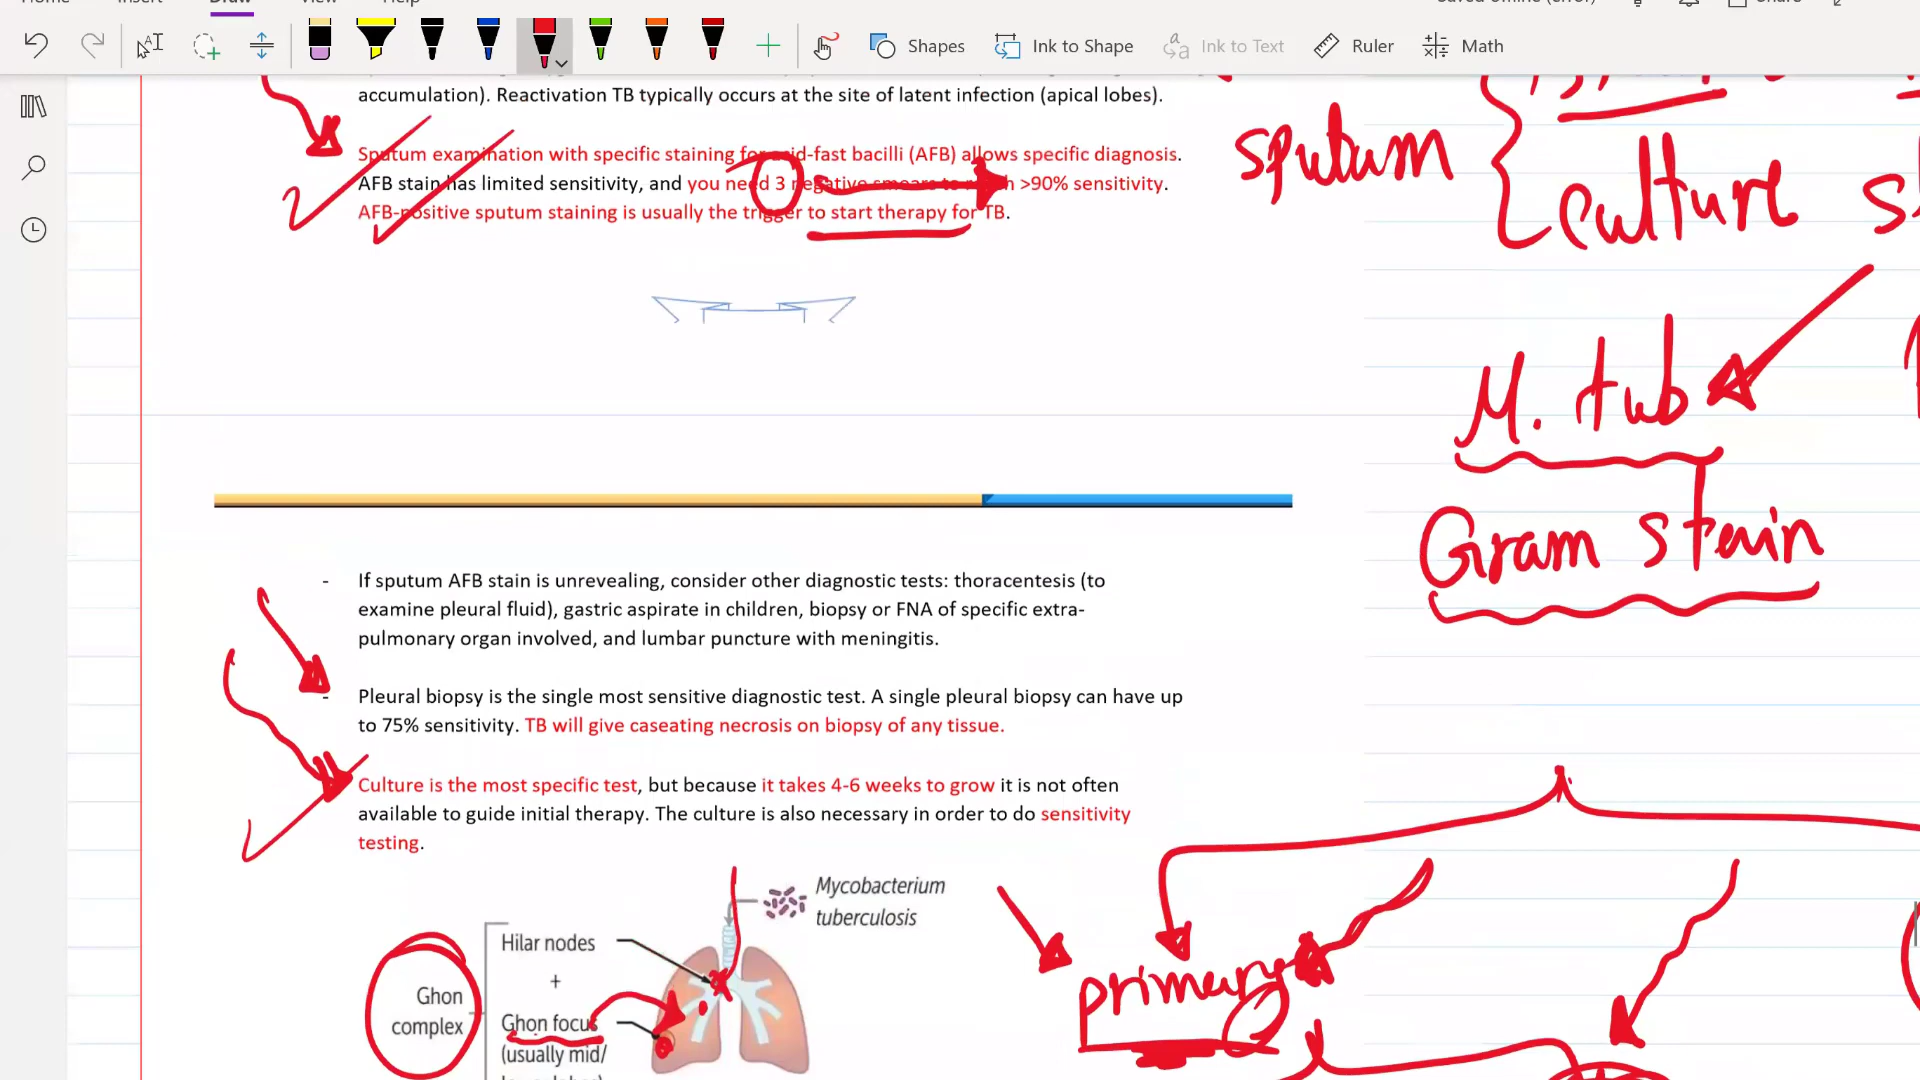 Draw
Help
Shapes
Ink to Shape
Ink to Text
Ruler
Math
accumulation). Reactivation TB typically occurs at the site of latent infection (apical lobes).
Sputum examination with specific staining for acid-fast bacilli (AFB) allows specific diagnosis.
AFB stain has limited sensitivity, and you need 3 negative smears to reach >90% sensitivity.
AFB-positive sputum staining is usually the trigger to start therapy for TB.
sputum
culture
M. tub
Gram stain
- If sputum AFB stain is unrevealing, consider other diagnostic tests: thoracentesis (to
examine pleural fluid), gastric aspirate in children, biopsy or FNA of specific extra-
pulmonary organ involved, and lumbar puncture with meningitis.
- Pleural biopsy is the single most sensitive diagnostic test. A single pleural biopsy can have up
to 75% sensitivity. TB will give caseating necrosis on biopsy of any tissue.
Culture is the most specific test, but because it takes 4-6 weeks to grow it is not often
available to guide initial therapy. The culture is also necessary in order to do sensitivity
testing.
Mycobacterium
tuberculosis
Hilar nodes
+
Ghon
complex
Ghon focus
(usually mid/
primary